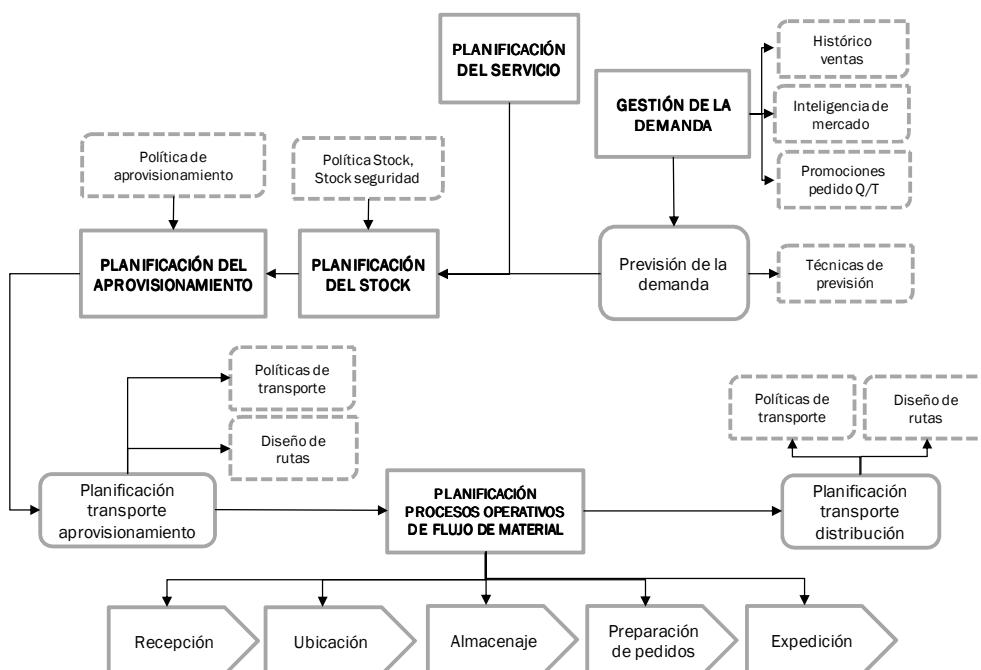 PLANIFICACIÓN
DEL SERVICIO
GESTIÓN DE LA
DEMANDA
Histórico
ventas
Inteligencia de
mercado
Promociones
pedido Q/T
Política de
aprovisionamiento
Política Stock,
Stock seguridad
PLANIFICACIÓN DEL
APROVISIONAMIENTO
PLANIFICACIÓN
DEL STOCK
Previsión de la
demanda
Técnicas de
previsión
Políticas de
transporte
Diseño de
rutas
Políticas de
transporte
Diseño de
rutas
Planificación
transporte
aprovisionamiento
PLANIFICACIÓN
PROCESOS OPERATIVOS
DE FLUJO DE MATERIAL
Planificación
transporte
distribución
Recepción
Ubicación
Almacenaje
Preparación
de pedidos
Expedición